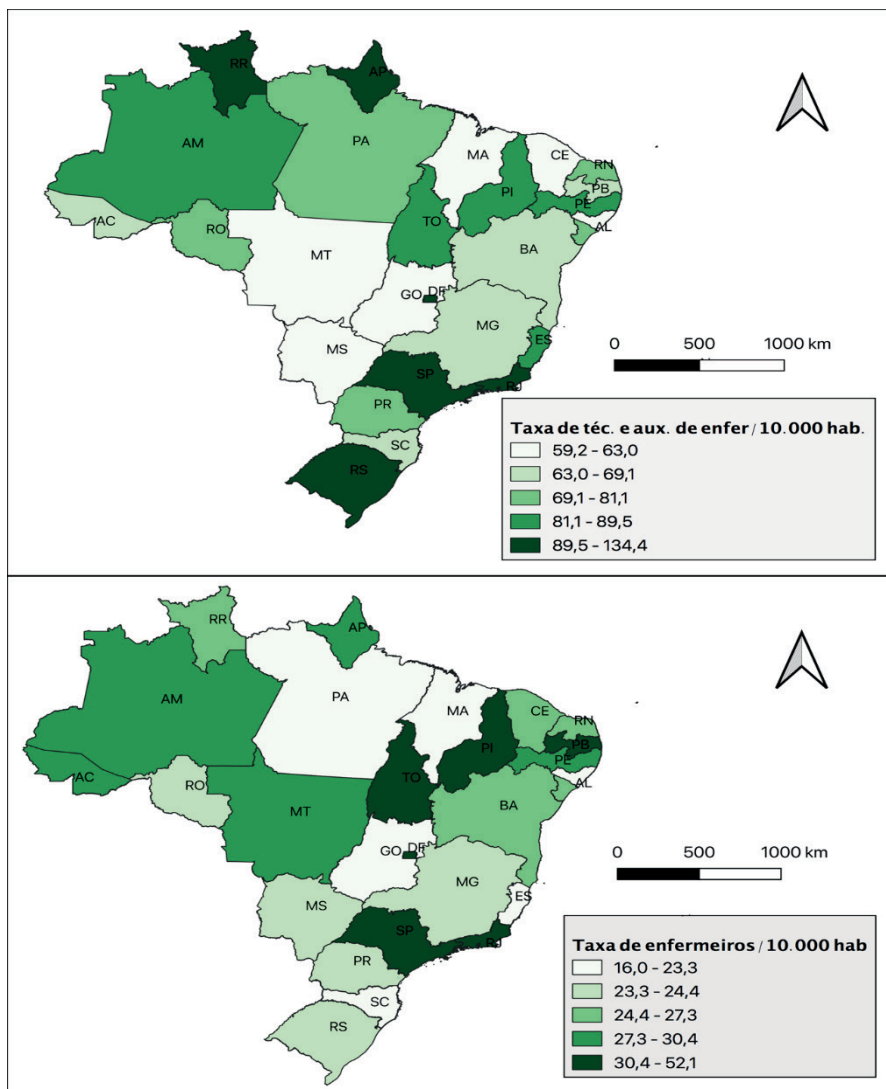 RR
AP
AM
PA
MA
CE
RN
PB
PE
PI
AC
TO
AL
RO
BA
MT
GO
DF
MG
ES
MS
SP
RJ
PR
SC
RS
0 500 1000 km
Taxa de téc. e aux. de enfer / 10.000 hab.
59,2 – 63,0
63,0 – 69,1
69,1 – 81,1
81,1 – 89,5
89,5 – 134,4
RR
AP
AM
PA
MA
CE
RN
PB
PI
PE
AC
TO
RO
AL
MT
BA
GO
DF
MG
ES
MS
SP
RJ
PR
SC
RS
0 500 1000 km
Taxa de enfermeiros / 10.000 hab
16,0 – 23,3
23,3 – 24,4
24,4 – 27,3
27,3 – 30,4
30,4 – 52,1